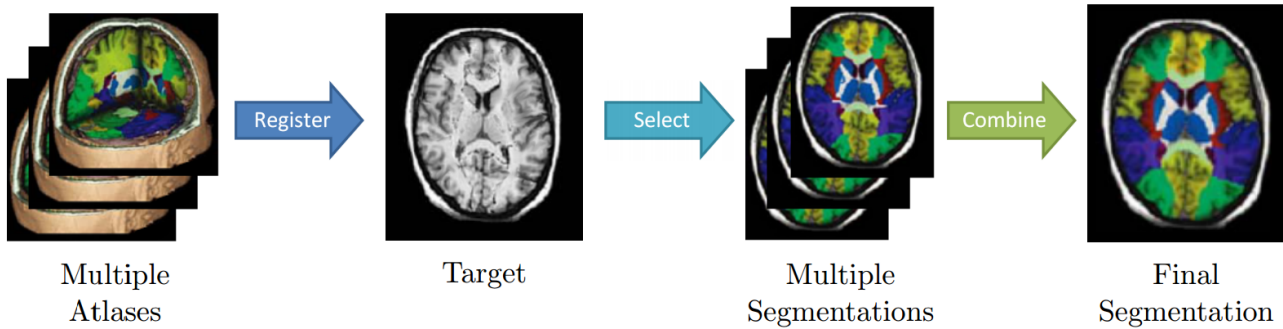 Register
Select
Combine
Multiple
Atlases
Target
Multiple
Segmentations
Final
Segmentation